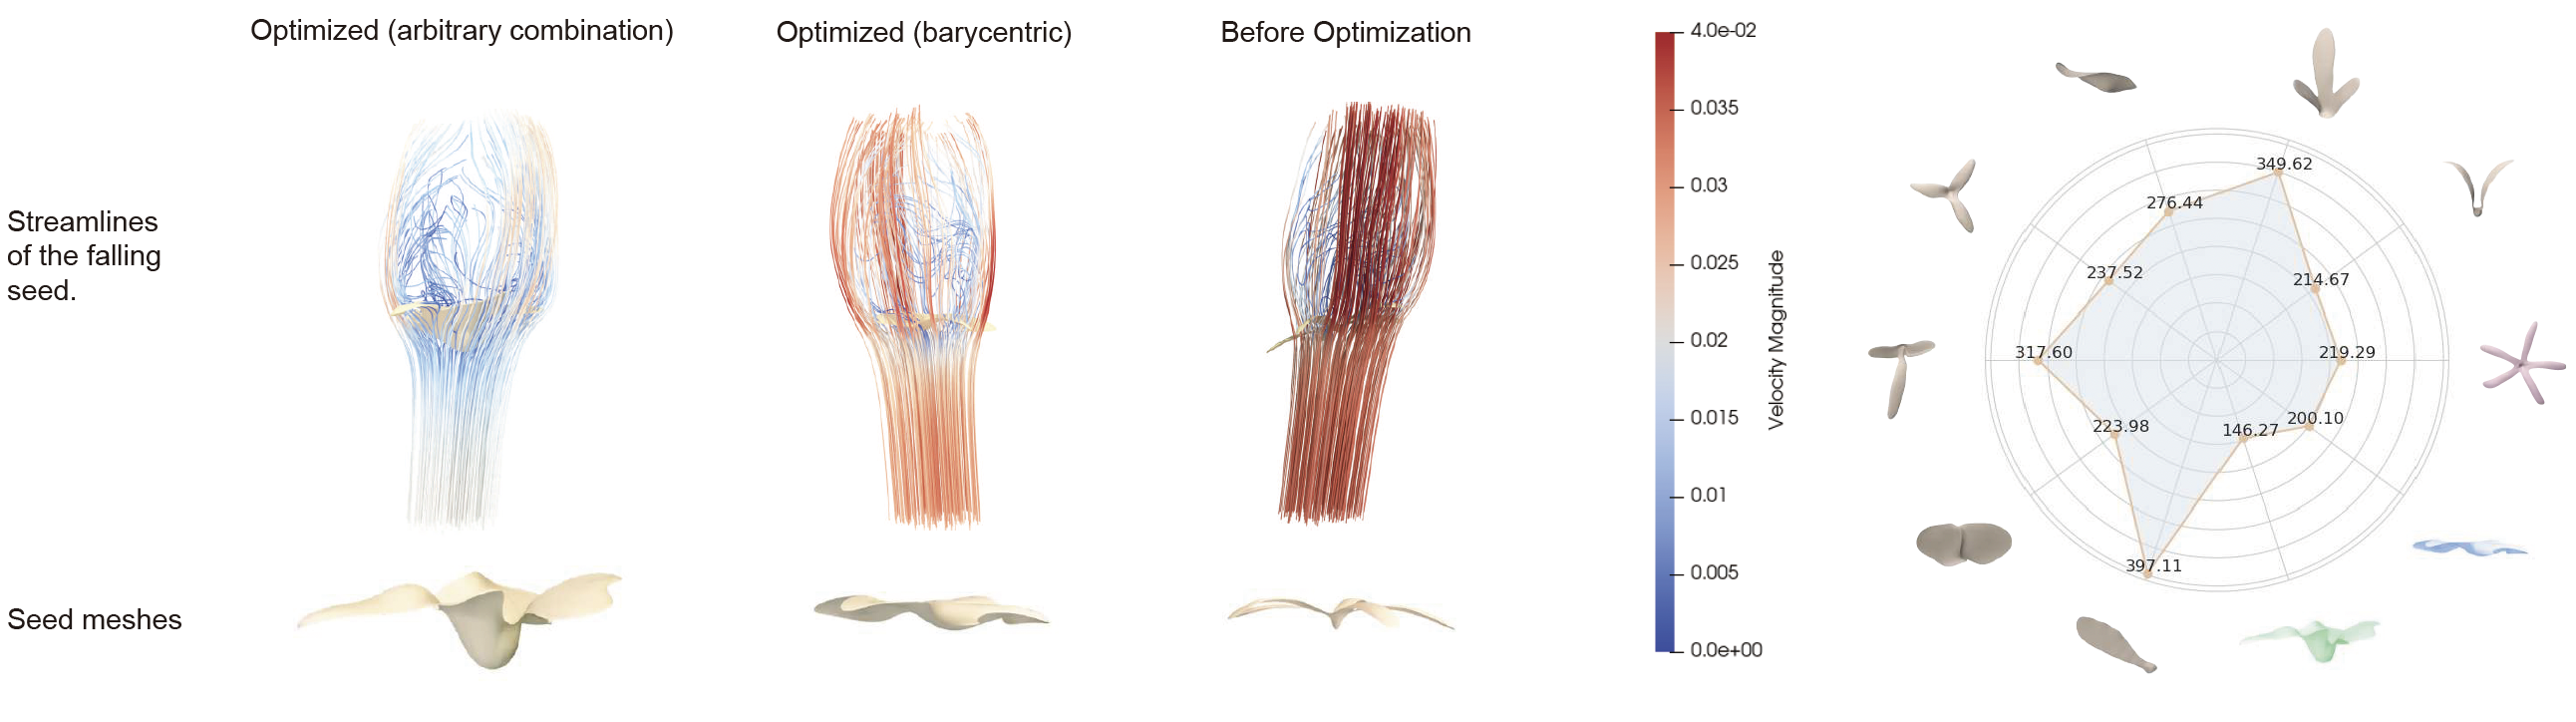 Optimized (arbitrary combination)
Optimized (barycentric)
Before Optimization
Streamlines
of the falling
seed.
Seed meshes
4.0e-02
0.035
0.03
0.025
0.02
0.015
0.01
0.005
0.0e+00
Velocity Magnitude
349.62
276.44
214.67
237.52
219.29
317.60
200.10
223.98
146.27
397.11